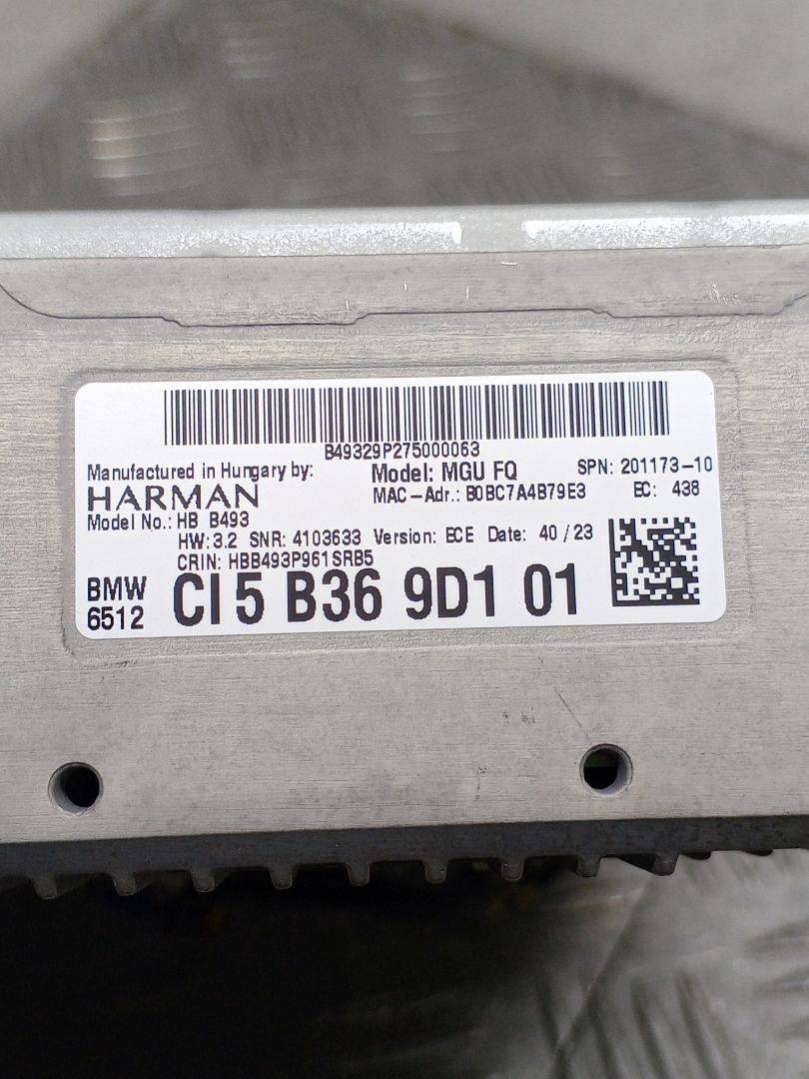 B49329P275000063
Manufactured in Hungary by:
HARMAN
Model: MGU FQ
SPN: 201173-10
MAC-Adr.: B0BC7A4B79E3
EC: 438
Model No.: HB B493
HW: 3.2 SNR: 4103633 Version: ECE Date: 40/23
CRIN: HBB493P961SRB5
BMW
6512
CI5 B36 9D1 01